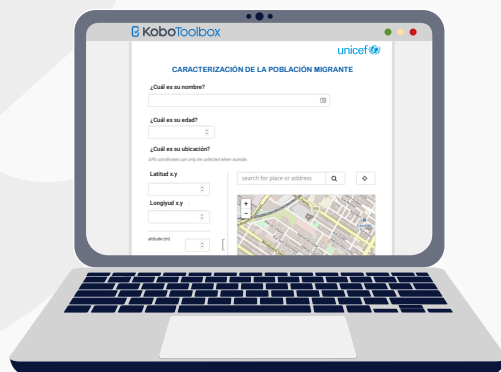 KoboToolbox
unicef
CARACTERIZACIÓN DE LA POBLACIÓN MIGRANTE
¿Cuál es su nombre?
¿Cuál es su edad?
¿Cuál es su ubicación?
GPS coordinates can only be collected when outside.
Latitud x.y
search for place or address
Longiyud x.y
altitude (m)